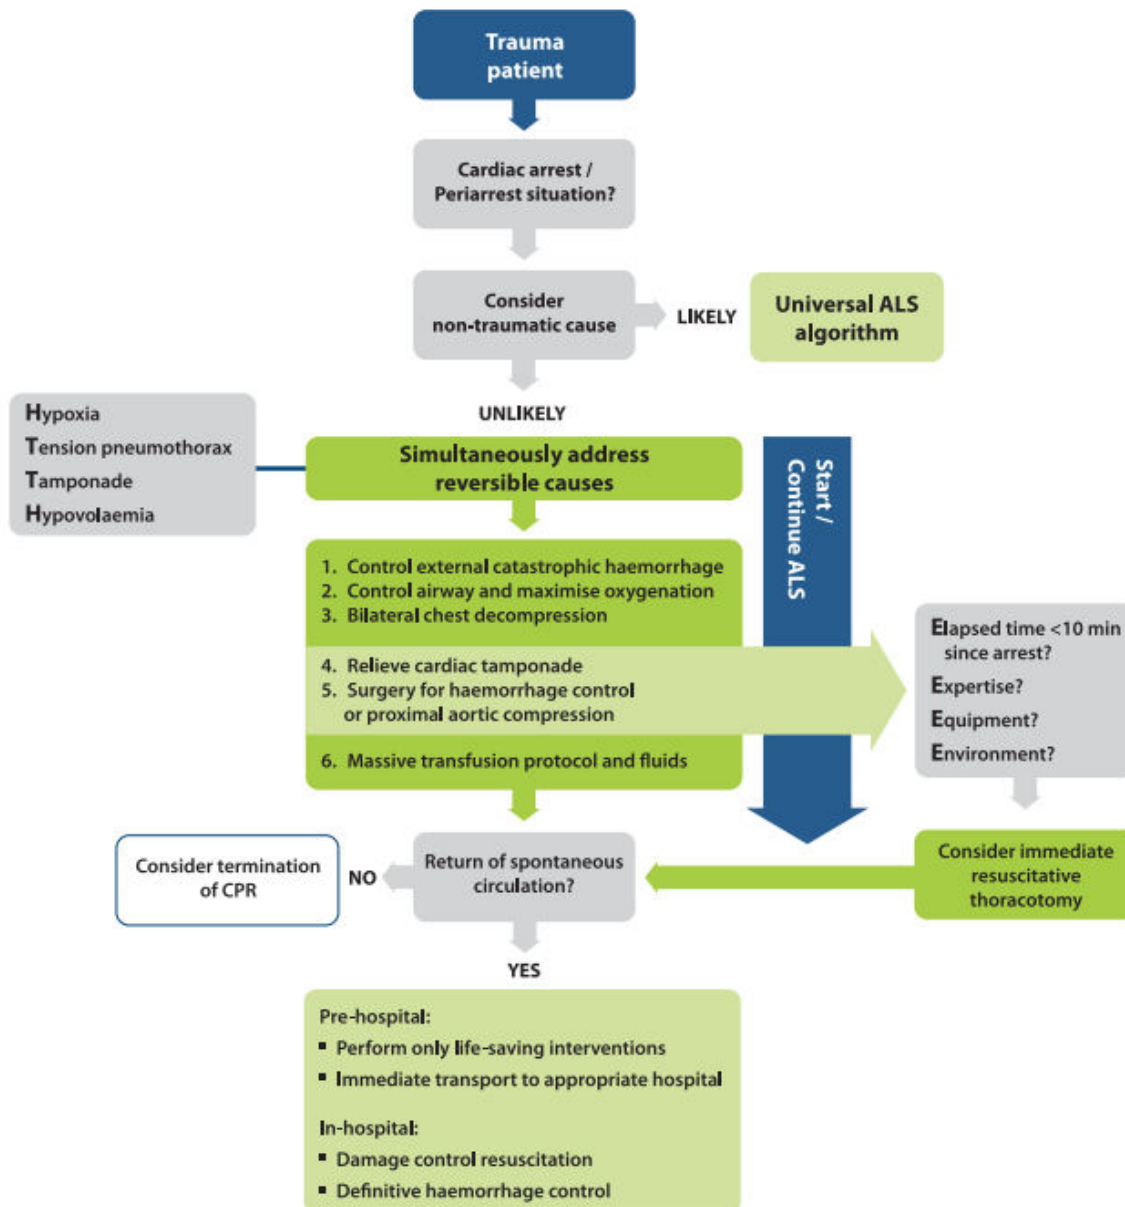 Trauma
patient
Cardiac arrest /
Periarrest situation?
Consider
non-traumatic cause
LIKELY
Universal ALS
algorithm
UNLIKELY
Hypoxia
Tension pneumothorax
Tamponade
Hypovolaemia
Simultaneously address
reversible causes
Start /
Continue ALS
1. Control external catastrophic haemorrhage
2. Control airway and maximise oxygenation
3. Bilateral chest decompression
4. Relieve cardiac tamponade
5. Surgery for haemorrhage control
or proximal aortic compression
6. Massive transfusion protocol and fluids
Elapsed time <10 min
since arrest?
Expertise?
Equipment?
Environment?
Consider immediate
resuscitative
thoracotomy
Return of spontaneous
circulation?
NO
Consider termination
of CPR
YES
Pre-hospital:
▪ Perform only life-saving interventions
▪ Immediate transport to appropriate hospital
In-hospital:
▪ Damage control resuscitation
▪ Definitive haemorrhage control